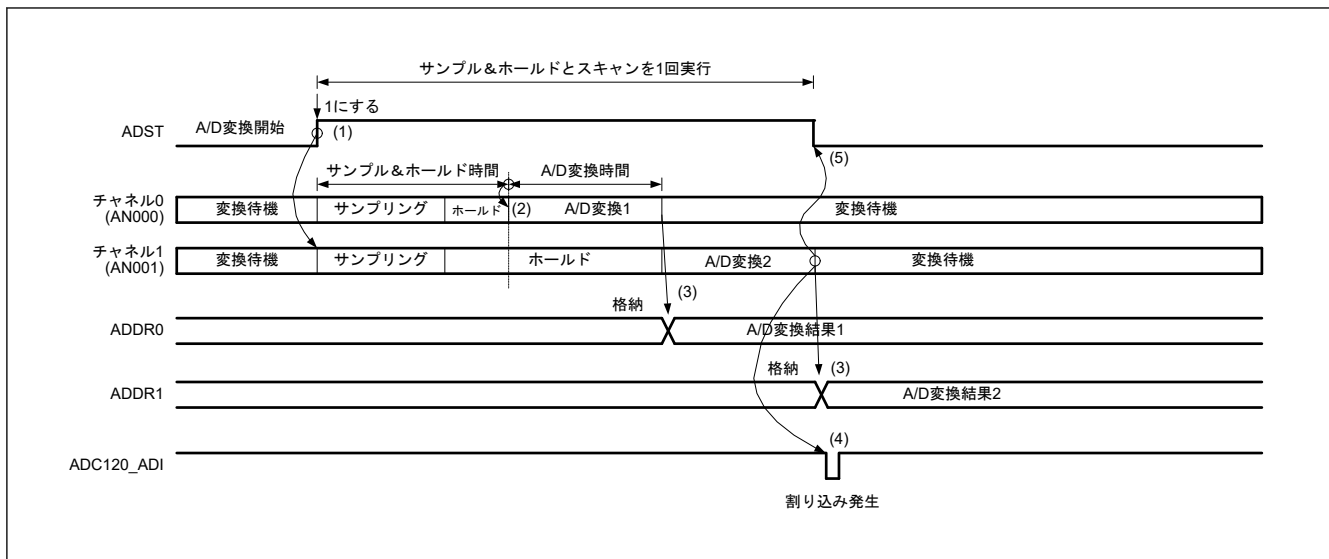 サンプル＆ホールドとスキャンを1回実行
1にする
ADST
A/D変換開始
(1)
(5)
サンプル＆ホールド時間
A/D変換時間
チャネル0
(AN000)
変換待機
サンプリング
ホールド
(2)
A/D変換1
変換待機
チャネル1
(AN001)
変換待機
サンプリング
ホールド
A/D変換2
変換待機
格納
(3)
ADDR0
A/D変換結果1
格納
(3)
ADDR1
A/D変換結果2
(4)
ADC120_ADI
割り込み発生